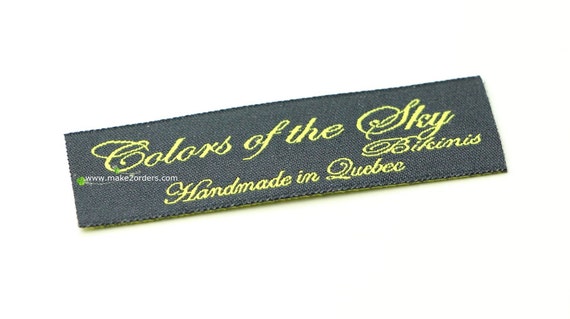 Colors of the Sky
Bikinis
www.make2orders.com
Handmade in Quebec